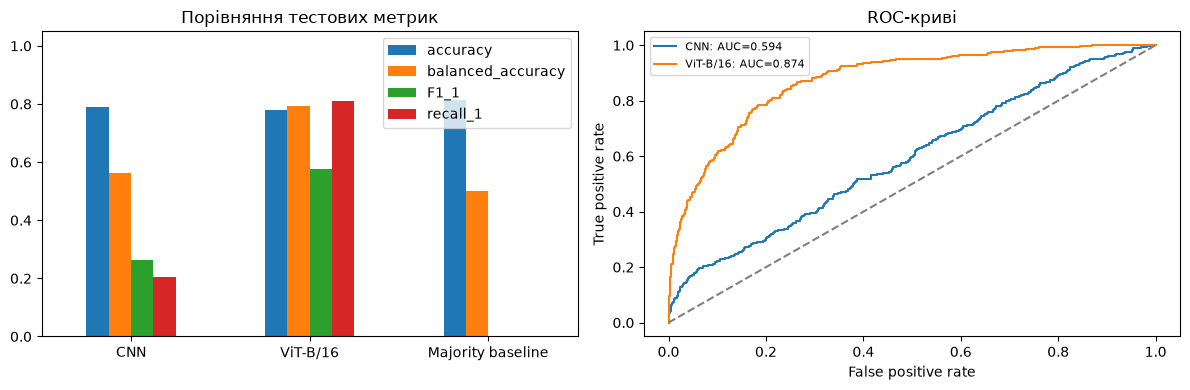 Порівняння тестових метрик
1.0
0.8
0.6
0.4
0.2
0.0
accuracy
balanced_accuracy
F1_1
recall_1
CNN
ViT-B/16
Majority baseline
ROC-криві
True positive rate
1.0
0.8
0.6
0.4
0.2
0.0
CNN: AUC=0.594
ViT-B/16: AUC=0.874
0.0 0.2 0.4 0.6 0.8 1.0
False positive rate